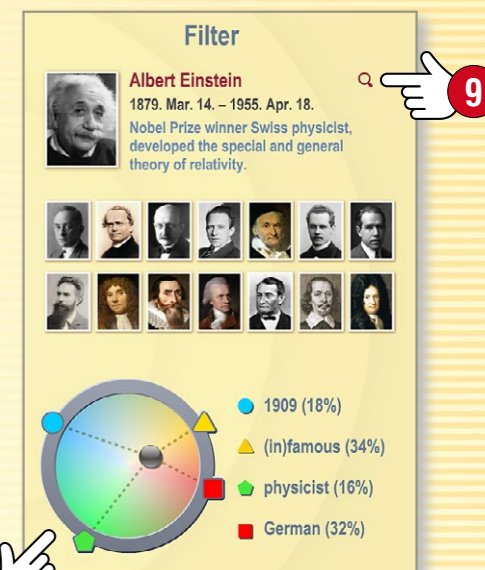 Filter
Albert Einstein
1879. Mar. 14. – 1955. Apr. 18.
Nobel Prize winner Swiss physicist,
developed the special and general
theory of relativity.
9
1909 (18%)
(in)famous (34%)
physicist (16%)
German (32%)